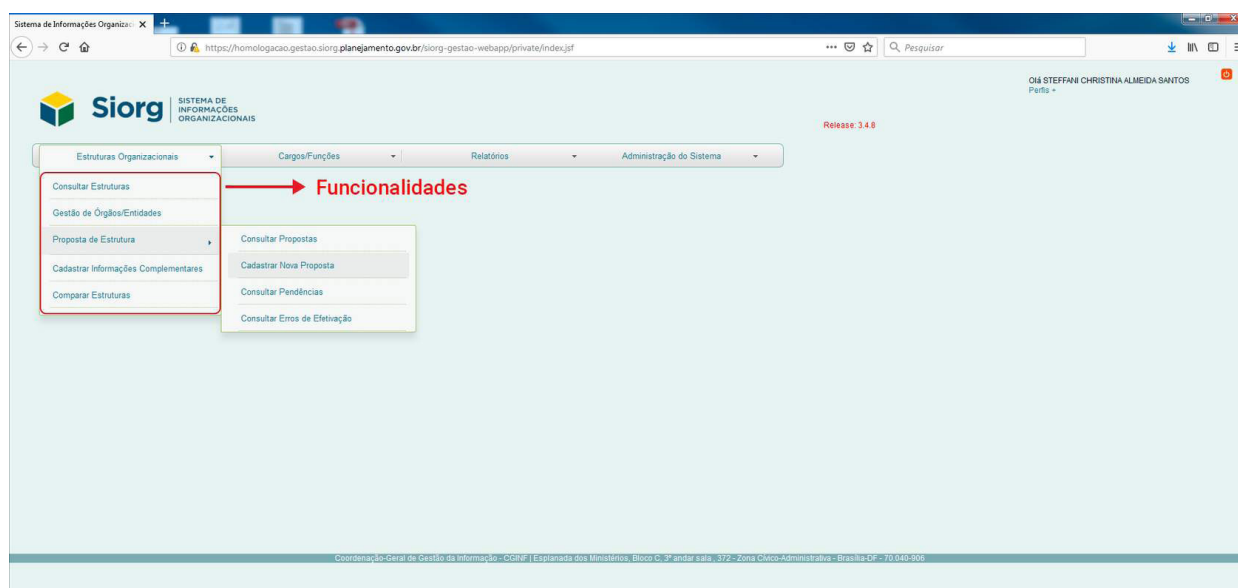 Sistema de Informações Organizac
https://homologacao.gestao.siorg.planejamento.gov.br/siorg-gestao-webapp/private/index.jsf
Pesquisar
Olá STEFFANI CHRISTINA ALMEIDA SANTOS
Perfis
Siorg
SISTEMA DE
INFORMAÇÕES
ORGANIZACIONAIS
Release: 3.4.8
Estruturas Organizacionais
Cargos/Funções
Relatórios
Administração do Sistema
Consultar Estruturas
Funcionalidades
Gestão de Órgãos/Entidades
Proposta de Estrutura
Consultar Propostas
Cadastrar Nova Proposta
Cadastrar Informações Complementares
Consultar Pendências
Comparar Estruturas
Consultar Erros de Efetivação
Coordenação-Geral de Gestão da Informação - CGINF | Esplanada dos Ministérios, Bloco C, 3º andar sala , 372 - Zona Cívico-Administrativa - Brasília-DF - 70.040-906